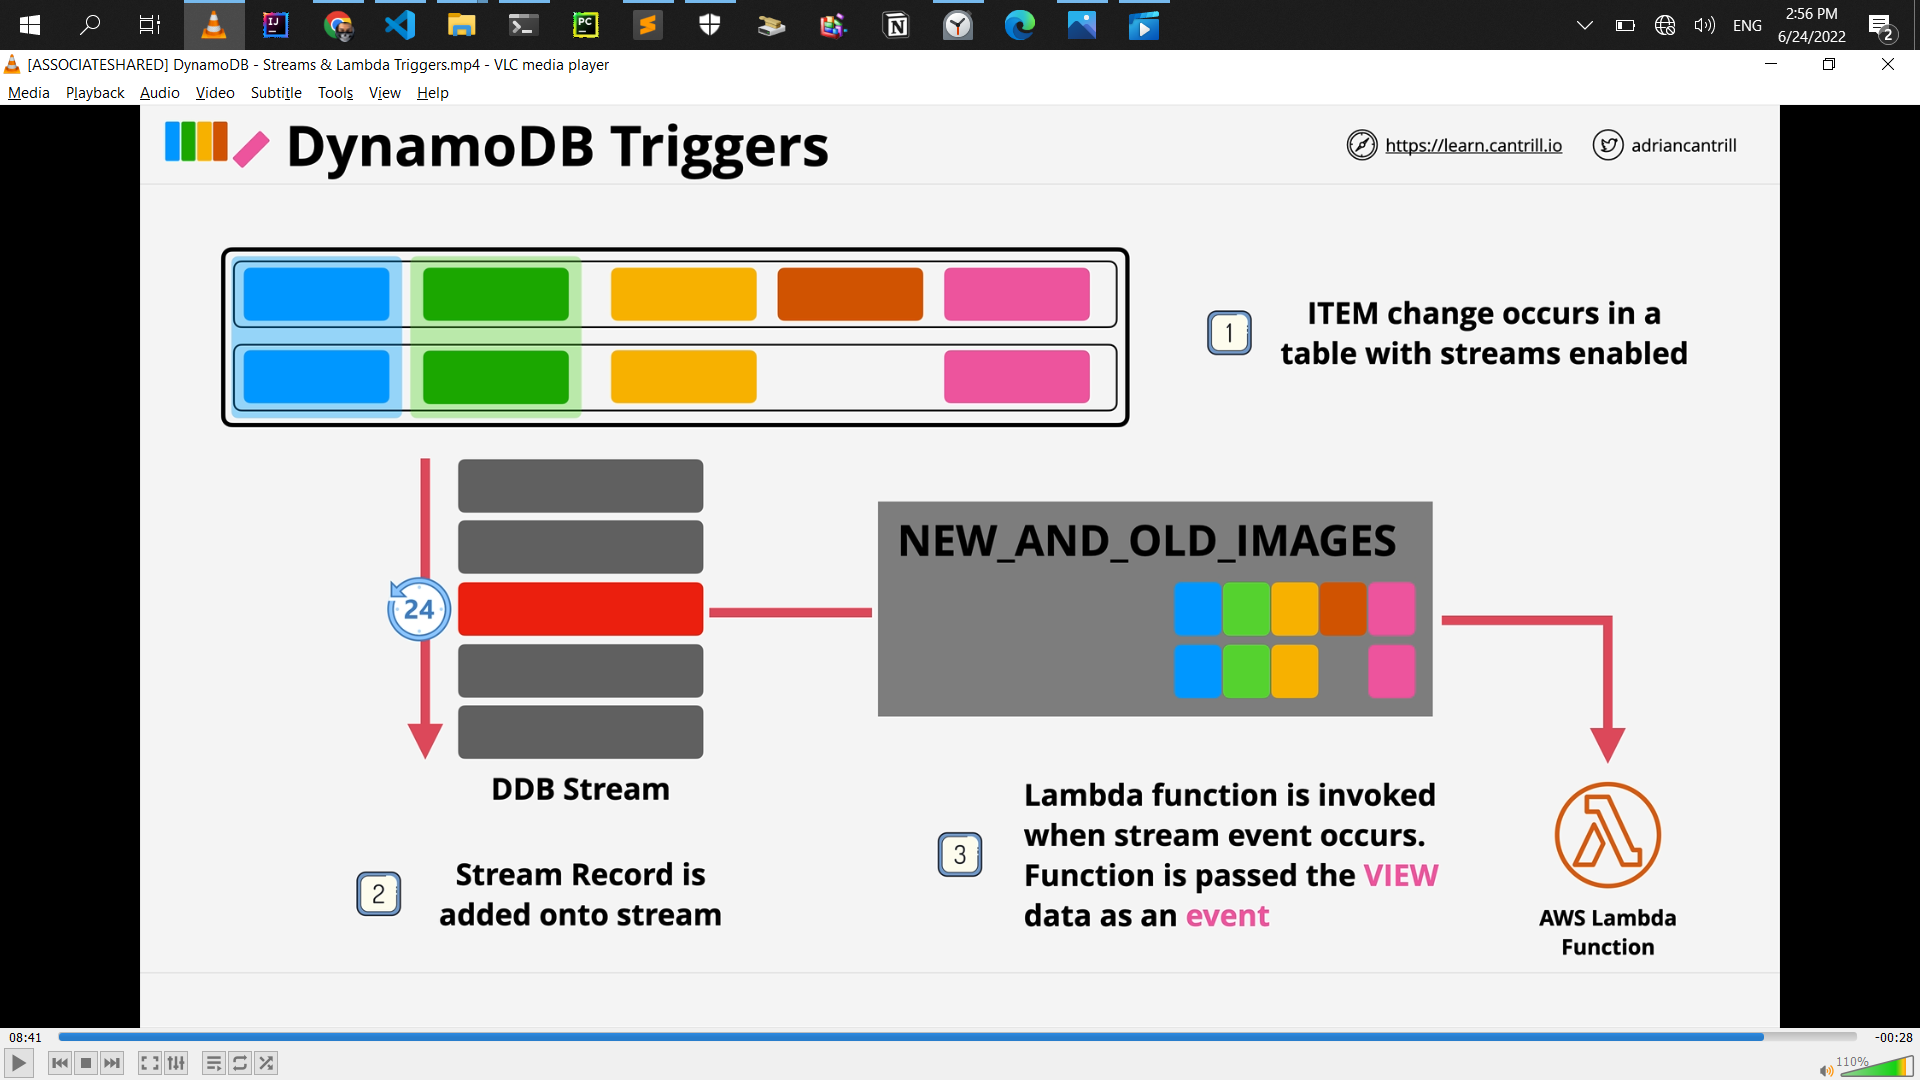 ENG
2:56 PM
6/24/2022
2
[ASSOCIATESHARED] DynamoDB - Streams & Lambda Triggers.mp4 - VLC media player
Media Playback Audio Video Subtitle Tools View Help
DynamoDB Triggers
https://learn.cantrill.io
adriancantrill
1
ITEM change occurs in a
table with streams enabled
24
NEW_AND_OLD_IMAGES
DDB Stream
2
Stream Record is
added onto stream
3
Lambda function is invoked
when stream event occurs.
Function is passed the VIEW
data as an event
AWS Lambda
Function
08:41
-00:28
110%